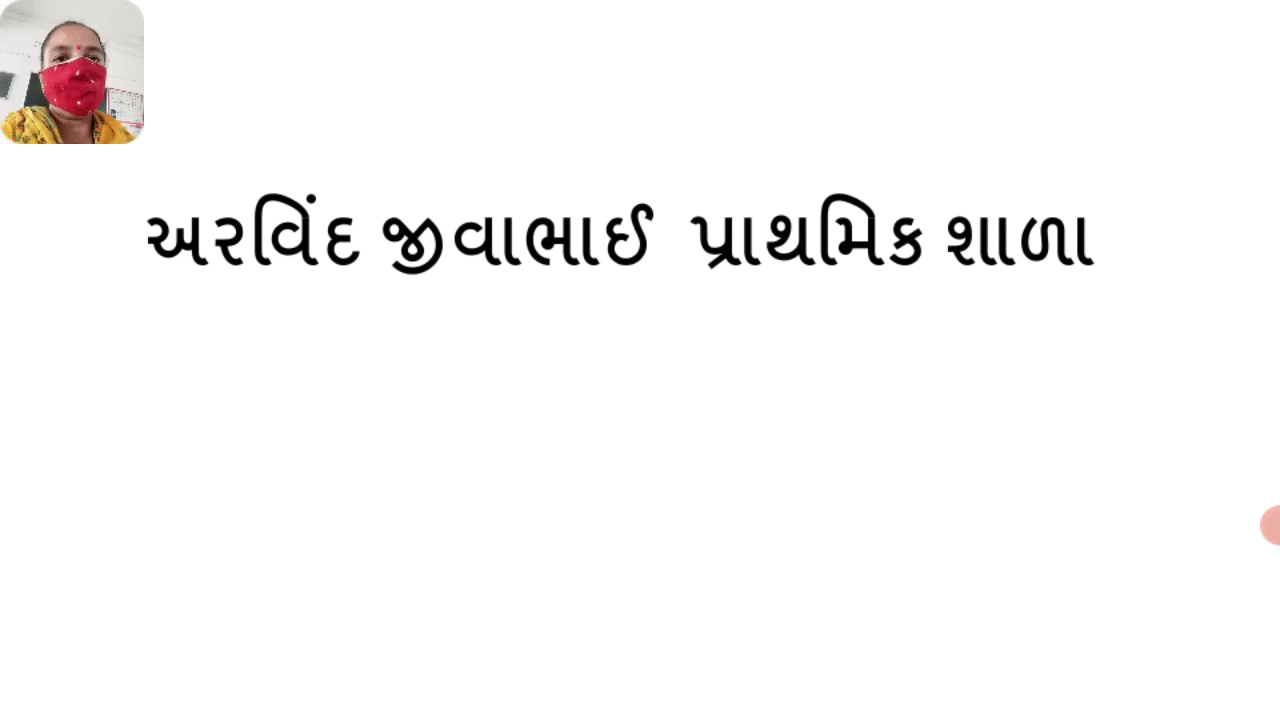 અરવિંદ જીવાભાઈ પ્રાથમિક શાળા